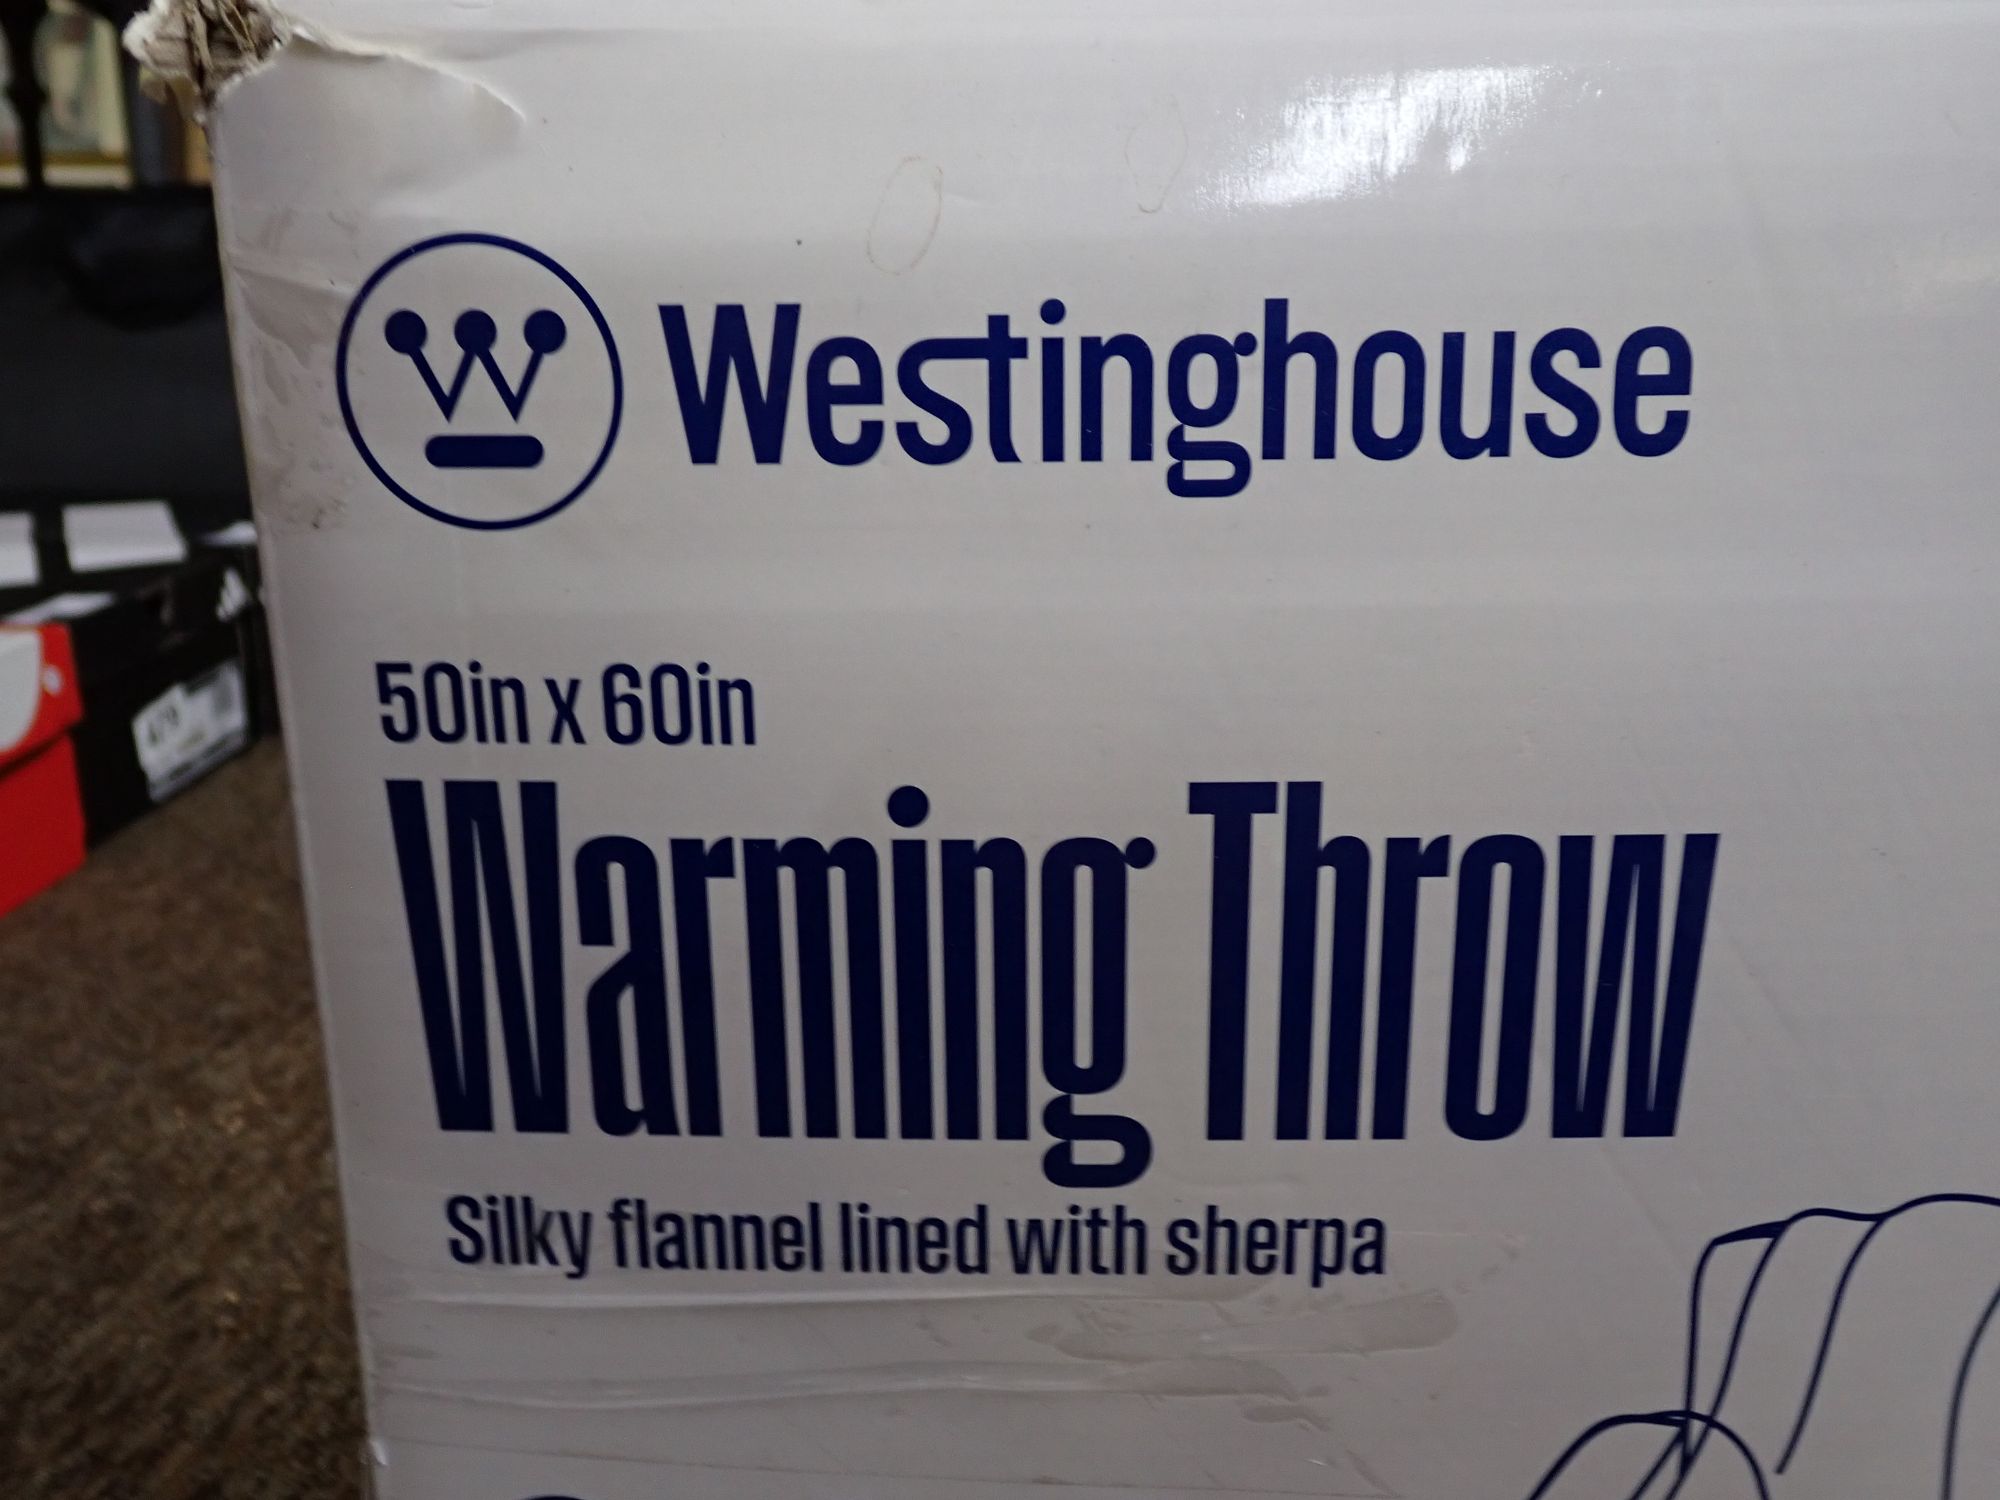 Westinghouse
50in x 60in
Warming Throw
Silky flannel lined with sherpa